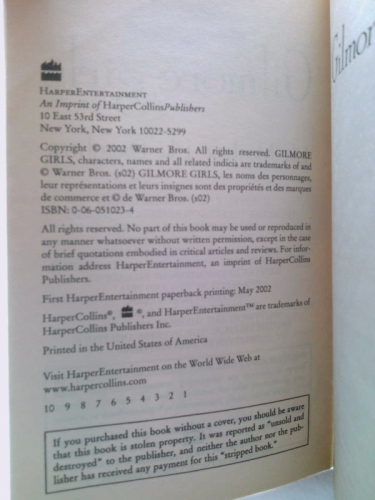 HARPERENTERTAINMENT
An Imprint of HarperCollinsPublishers
10 East 53rd Street
New York, New York 10022-5299
Copyright © 2002 Warner Bros. All rights reserved. GILMORE
GIRLS, characters, names and all related indicia are trademarks of and
© Warner Bros. (s02) GILMORE GIRLS, les noms des personnages,
leur représentations et leurs insignes sont des propriétés et des marques
de commerce et © de Warner Bros. (s02)
ISBN: 0-06-051023-4
All rights reserved. No part of this book may be used or reproduced in
any manner whatsoever without written permission, except in the case
of brief quotations embodied in critical articles and reviews. For infor-
mation address HarperEntertainment, an imprint of HarperCollins
Publishers.
First HarperEntertainment paperback printing: May 2002
HarperCollins®, ®, and HarperEntertainment™ are trademarks of
HarperCollins Publishers Inc.
Printed in the United States of America
Visit HarperEntertainment on the World Wide Web at
www.harpercollins.com
10 9 8 7 6 5 4 3 2 1
If you purchased this book without a cover, you should be aware
that this book is stolen property. It was reported as "unsold and
destroyed" to the publisher, and neither the author nor the pub-
lisher has received any payment for this "stripped book."
Gilmor